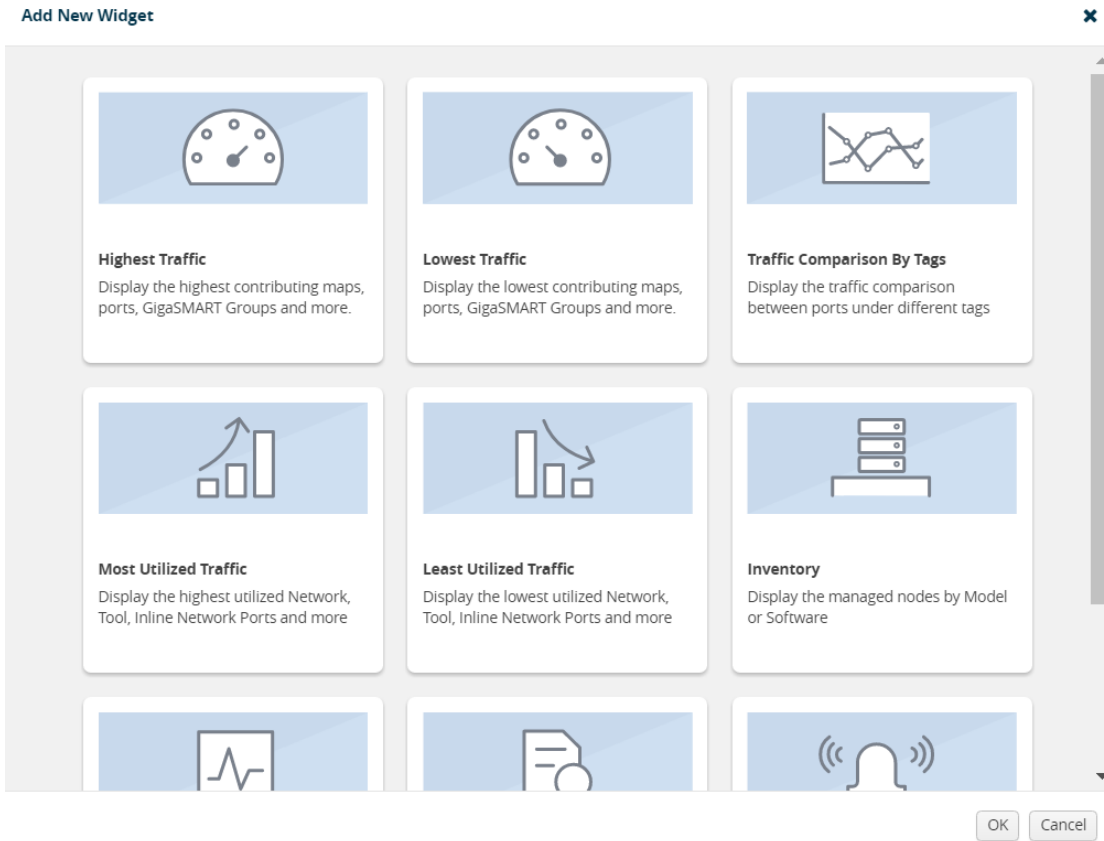 Add New Widget
Highest Traffic
Display the highest contributing maps,
ports, GigaSMART Groups and more.
Lowest Traffic
Display the lowest contributing maps,
ports, GigaSMART Groups and more.
Traffic Comparison By Tags
Display the traffic comparison
between ports under different tags
Most Utilized Traffic
Display the highest utilized Network,
Tool, Inline Network Ports and more
Least Utilized Traffic
Display the lowest utilized Network,
Tool, Inline Network Ports and more
Inventory
Display the managed nodes by Model
or Software
OK
Cancel